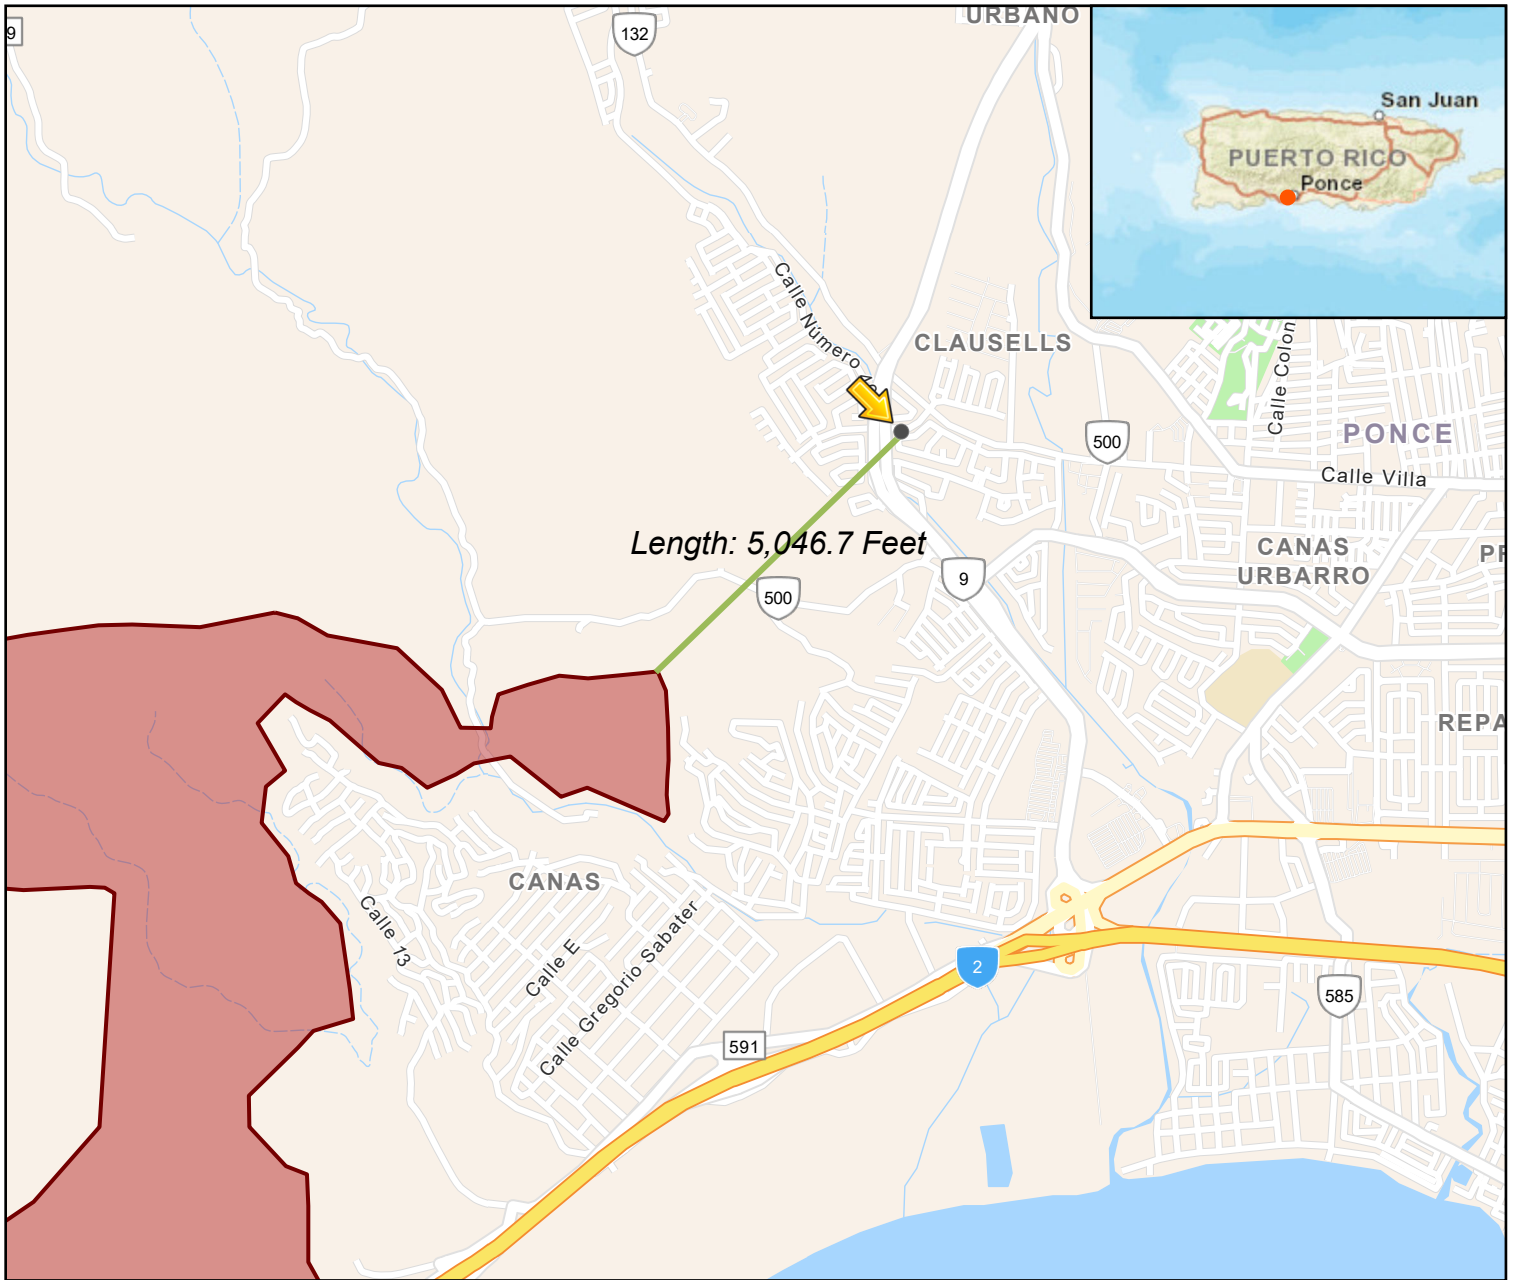 URBANO
9
132
San Juan
PUERTO RICO
Ponce
Calle Número
CLAUSELLS
Calle Colon
500
PONCE
Calle Villa
Length: 5,046.7 Feet
CANAS
URBARRO
9
500
REPA
CANAS
Calle 13
Calle E
Calle Gregorio Sabater
2
585
591